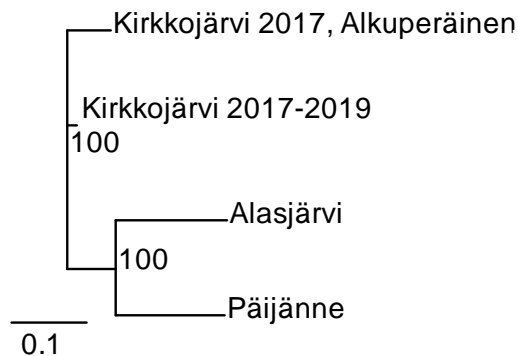 Kirkkojärvi 2017, Alkuperäinen
Kirkkojärvi 2017-2019
100
Alasjärvi
100
Päijänne
0.1